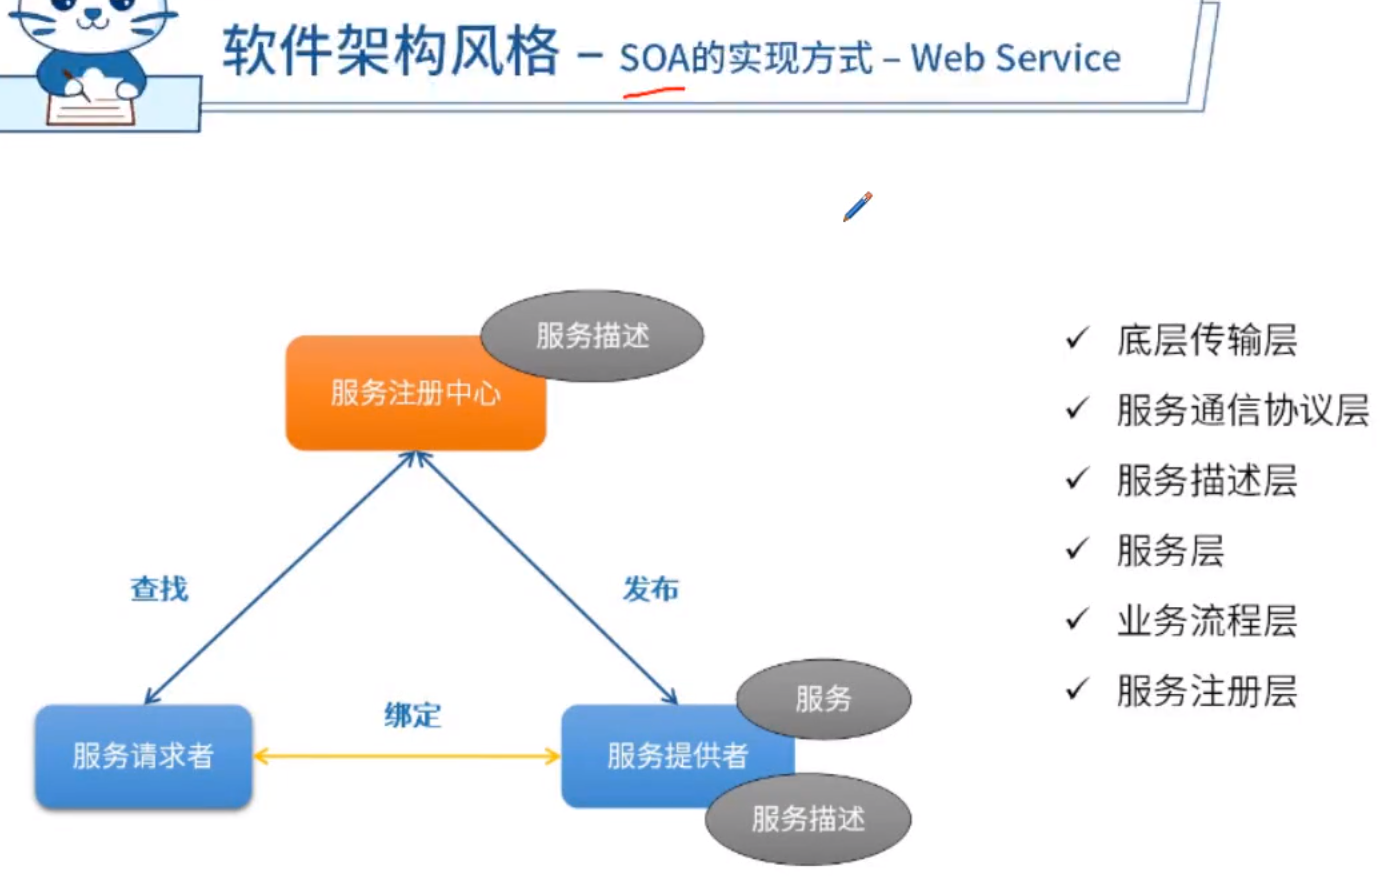 软件架构风格 – SOA的实现方式 – Web Service
服务描述
服务注册中心
查找
发布
绑定
服务请求者
服务提供者
服务
服务描述
✓ 底层传输层
✓ 服务通信协议层
✓ 服务描述层
✓ 服务层
✓ 业务流程层
✓ 服务注册层